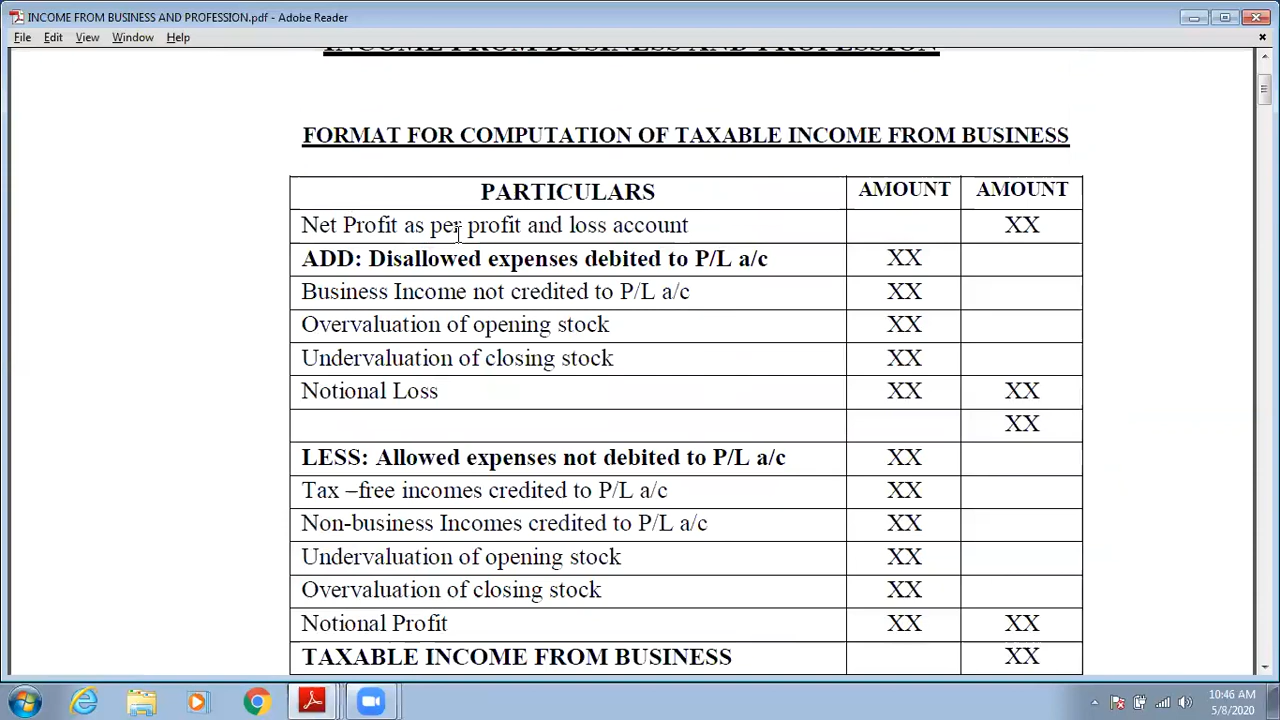 INCOME FROM BUSINESS AND PROFESSION.pdf - Adobe Reader
File Edit View Window Help
INCOME FROM BUSINESS AND PROFESSION
FORMAT FOR COMPUTATION OF TAXABLE INCOME FROM BUSINESS
PARTICULARS AMOUNT AMOUNT
Net Profit as per profit and loss account XX
ADD: Disallowed expenses debited to P/L a/c XX
Business Income not credited to P/L a/c XX
Overvaluation of opening stock XX
Undervaluation of closing stock XX
Notional Loss XX XX
XX
LESS: Allowed expenses not debited to P/L a/c XX
Tax –free incomes credited to P/L a/c XX
Non-business Incomes credited to P/L a/c XX
Undervaluation of opening stock XX
Overvaluation of closing stock XX
Notional Profit XX XX
TAXABLE INCOME FROM BUSINESS XX
10:46 AM
5/8/2020